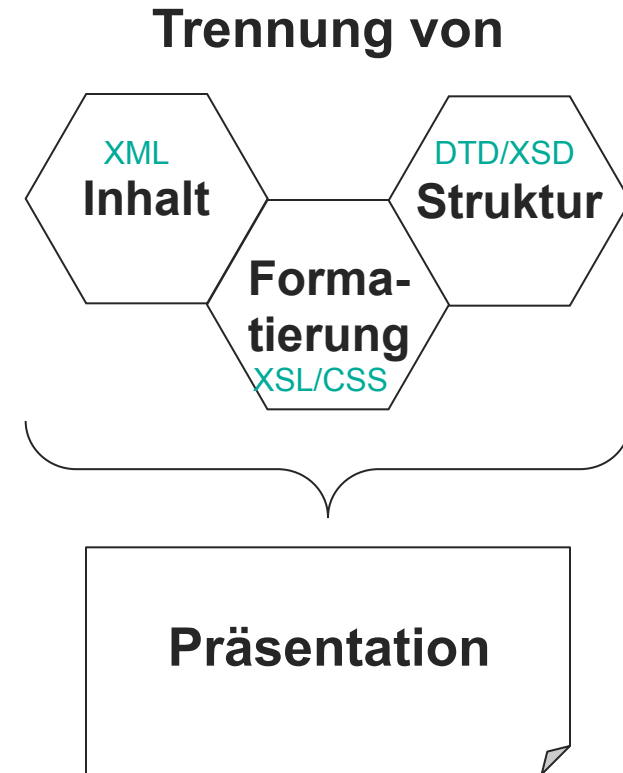 Trennung von
XML
Inhalt
DTD/XSD
Struktur
Forma-
tierung
XSL/CSS
Präsentation